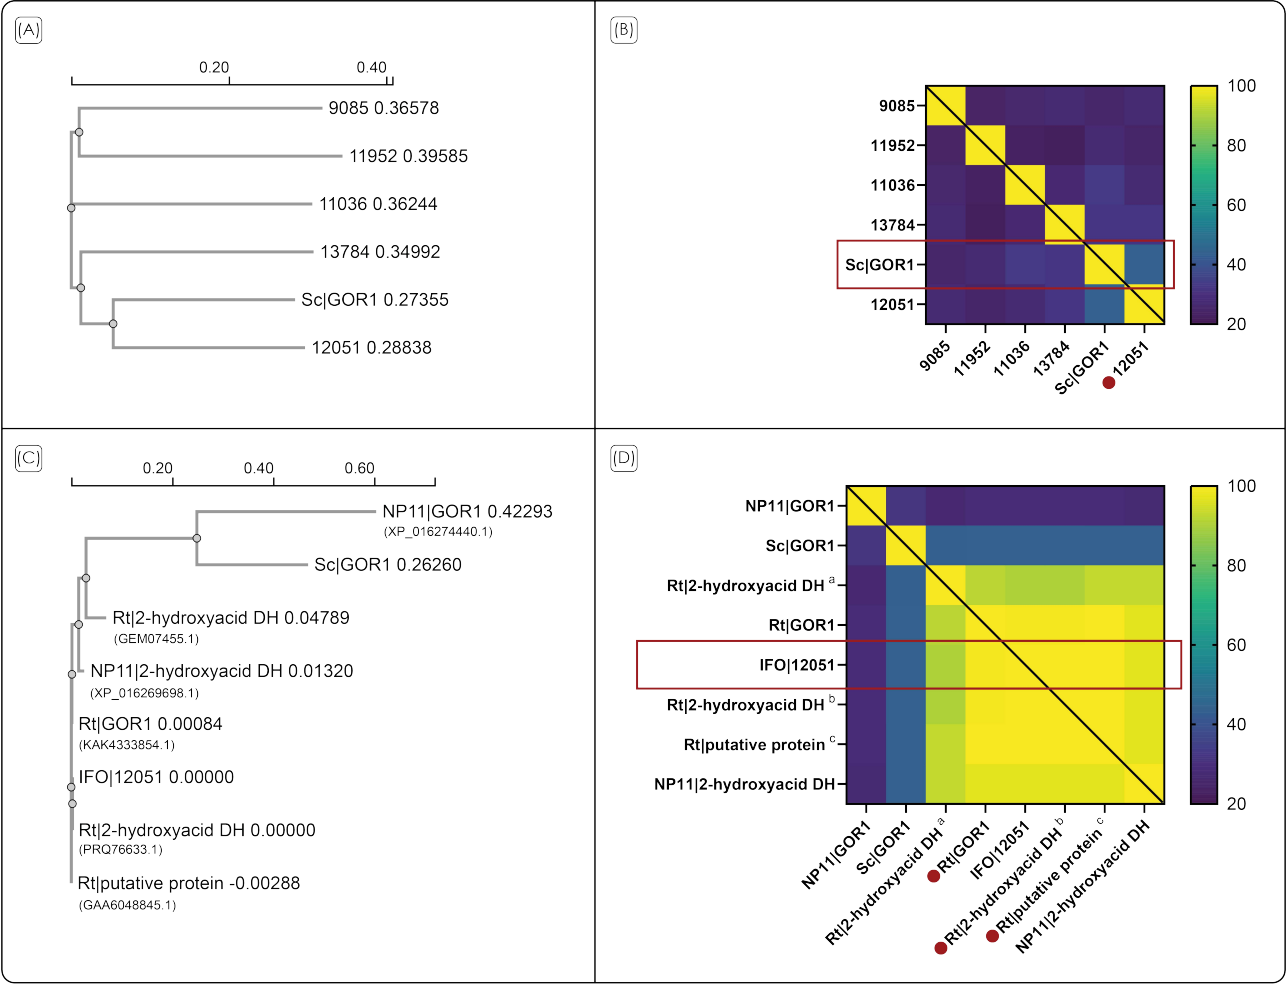 (A)
0.20 0.40
9085 0.36578
11952 0.39585
11036 0.36244
13784 0.34992
Sc|GOR1 0.27355
12051 0.28838
(B)
9085
11952
11036
13784
Sc|GOR1
12051
9085 11952 11036 13784 Sc|GOR1 12051
100
80
60
40
20
(C)
0.20 0.40 0.60
NP11|GOR1 0.42293
(XP_016274440.1)
Sc|GOR1 0.26260
Rt|2-hydroxyacid DH 0.04789
(GEM07455.1)
NP11|2-hydroxyacid DH 0.01320
(XP_016269698.1)
Rt|GOR1 0.00084
(KAK4333854.1)
IFO|12051 0.00000
Rt|2-hydroxyacid DH 0.00000
(PRQ76633.1)
Rt|putative protein -0.00288
(GAA6048845.1)
(D)
NP11|GOR1
Sc|GOR1
Rt|2-hydroxyacid DH a
Rt|GOR1
IFO|12051
Rt|2-hydroxyacid DH b
Rt|putative protein c
NP11|2-hydroxyacid DH
NP11|GOR1
Sc|GOR1
Rt|2-hydroxyacid DH a
Rt|GOR1
IFO|12051
Rt|2-hydroxyacid DH b
Rt|putative protein c
NP11|2-hydroxyacid DH
100
80
60
40
20